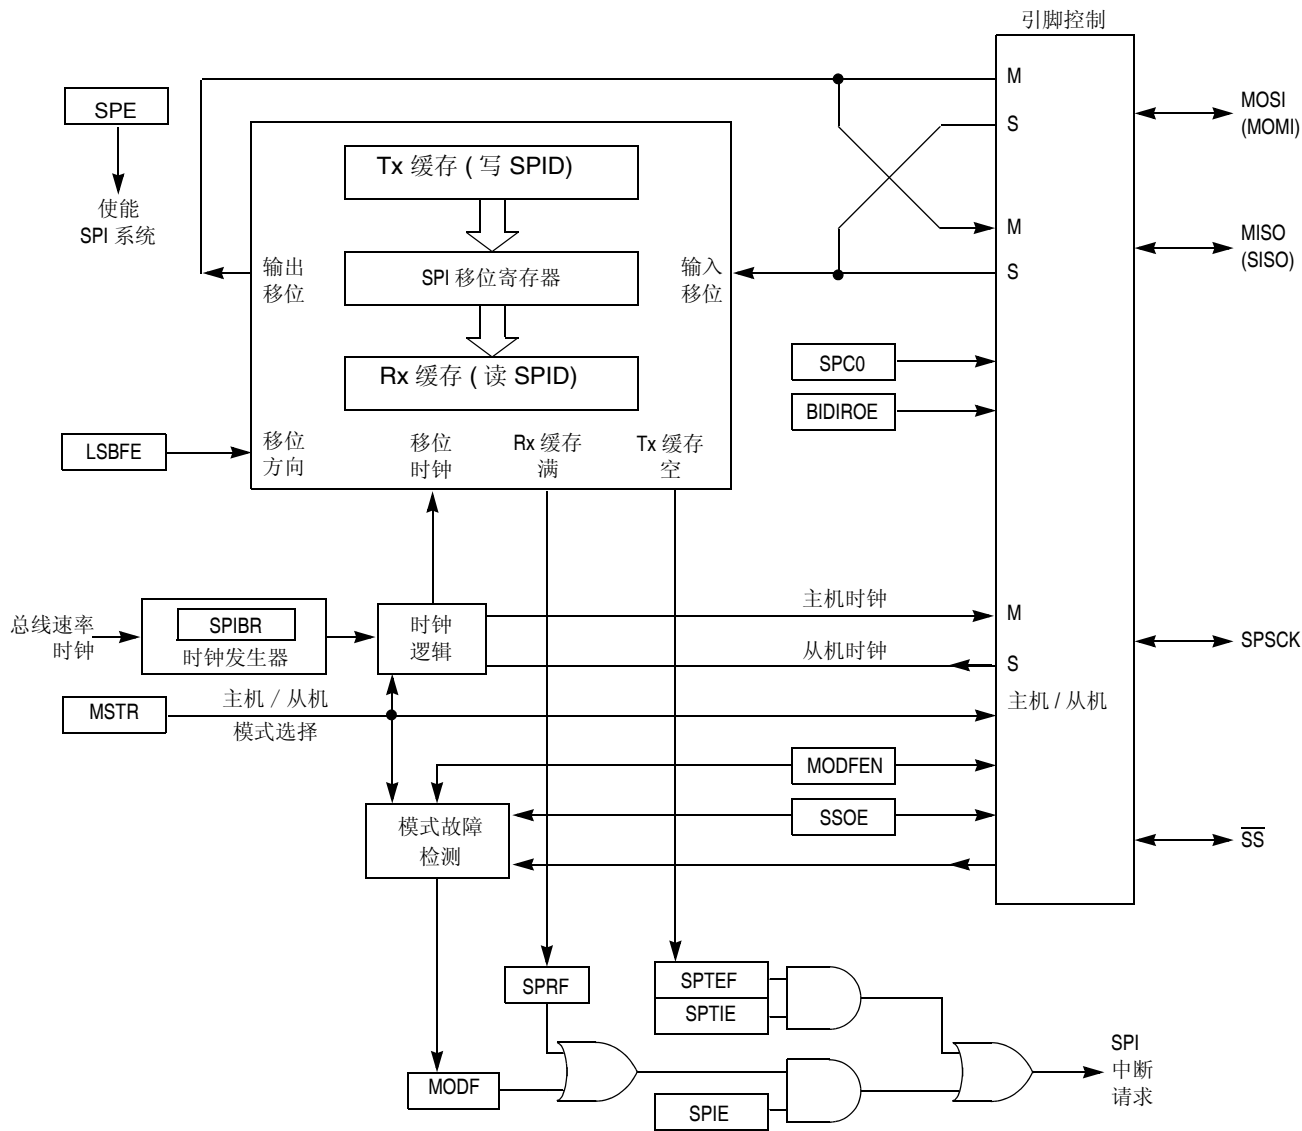 引脚控制
M
MOSI
(MOMI)
SPE
S
Tx 缓存 ( 写 SPID)
使能
SPI 系统
M
MISO
(SISO)
输出
移位
SPI 移位寄存器
输入
移位
S
SPC0
Rx 缓存 ( 读 SPID)
BIDIROE
LSBFE
移位
方向
移位
时钟
Rx 缓存
满
Tx 缓存
空
总线速率
时钟
SPIBR
时钟发生器
时钟
逻辑
主机时钟
M
从机时钟
S
SPSCK
MSTR
主机 / 从机
模式选择
主机 / 从机
MODFEN
模式故障
检测
SSOE
SS
SPRF
SPTEF
SPTIE
MODF
SPIE
SPI
中断
请求